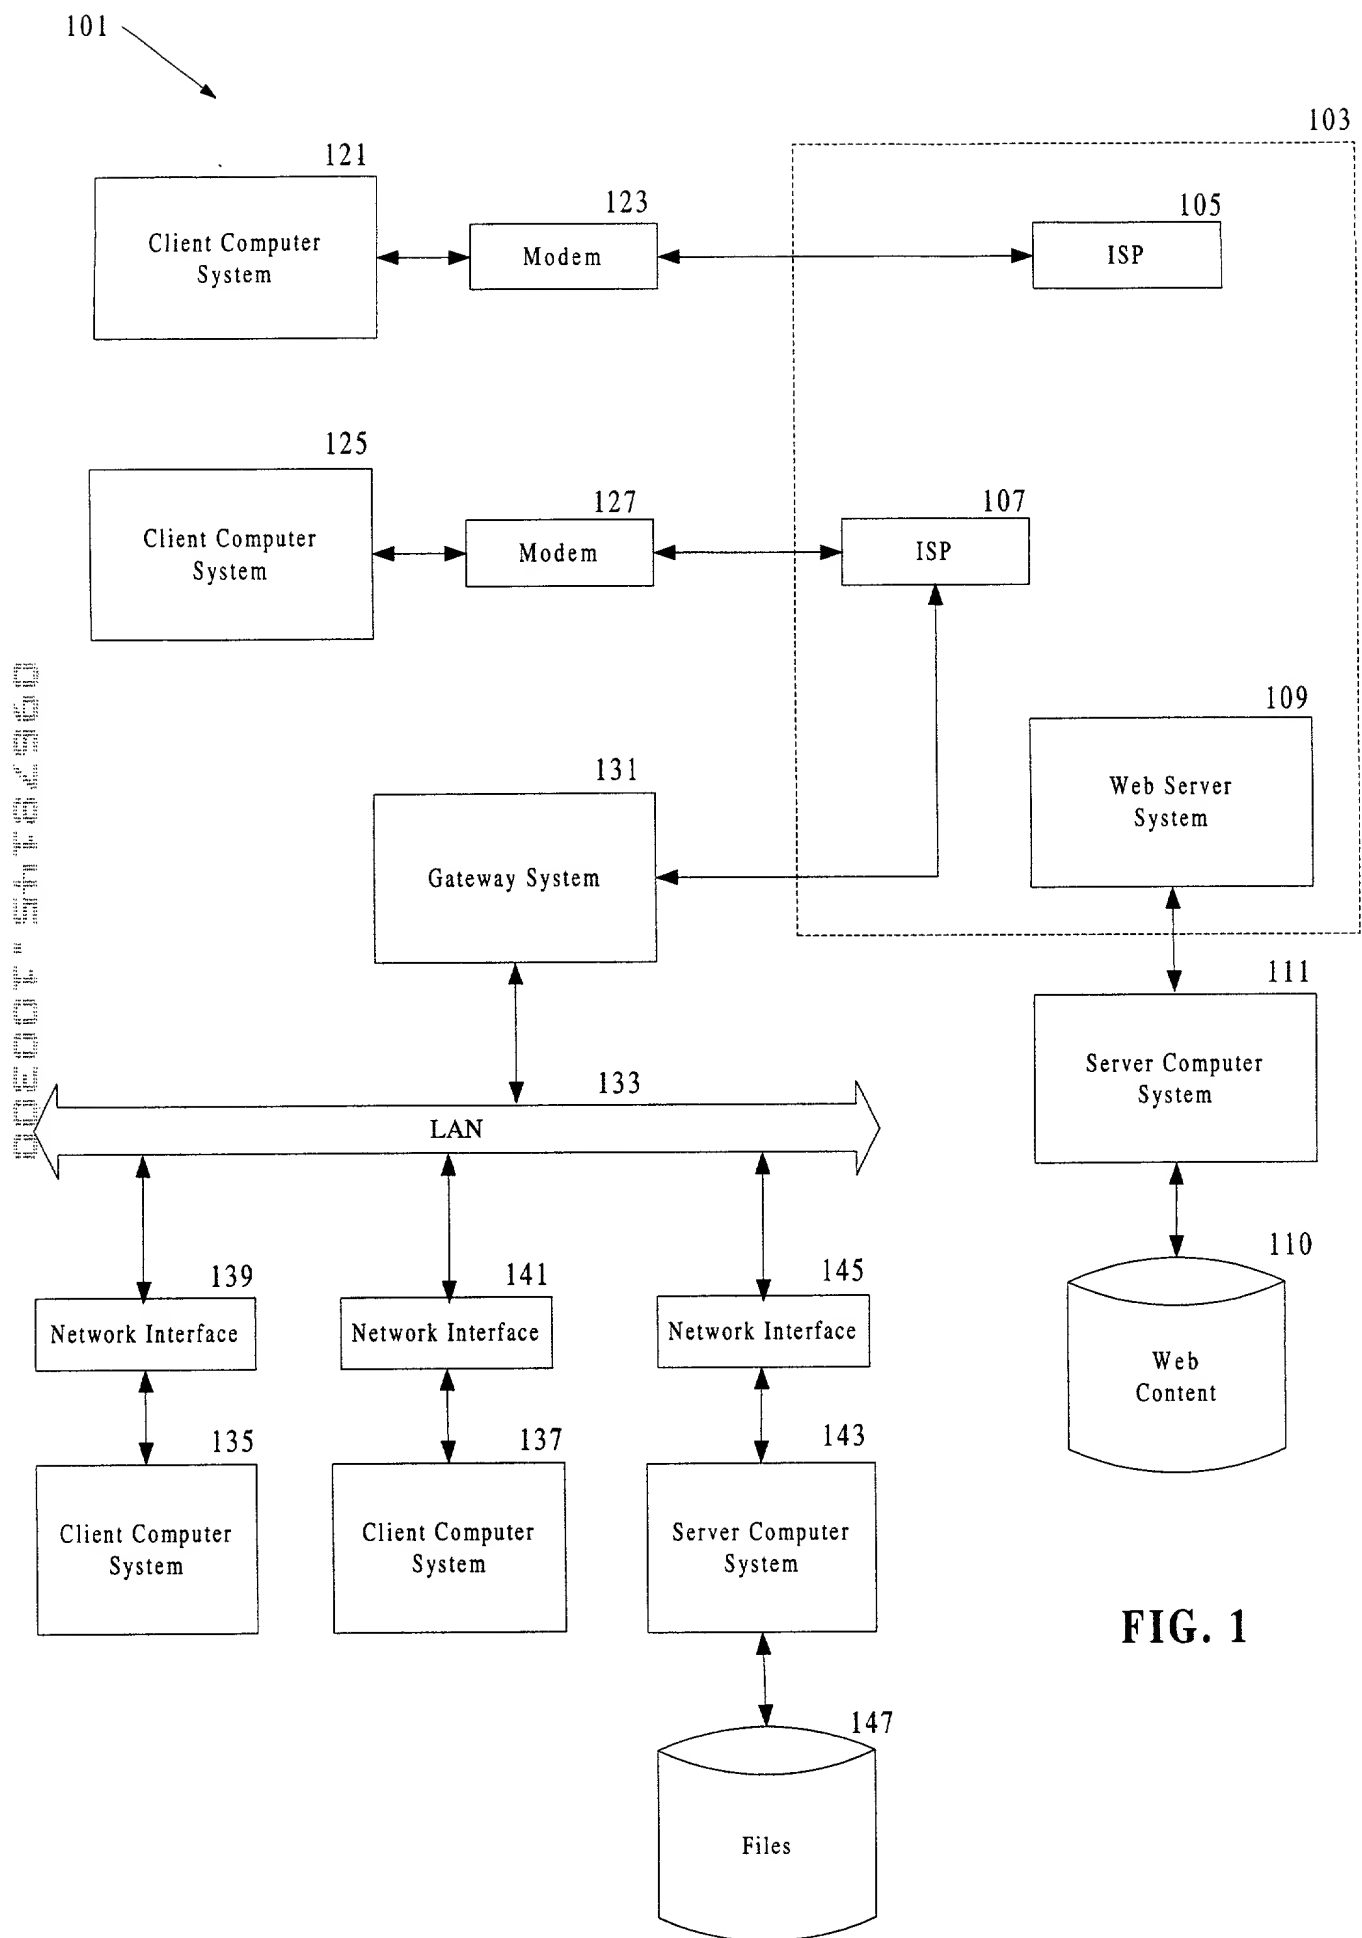 101
103
121
123
105
Client Computer
System
Modem
ISP
125
127
107
Client Computer
System
Modem
ISP
109
131
Web Server
System
Gateway System
111
133
Server Computer
System
LAN
110
139
141
145
Network Interface
Network Interface
Network Interface
Web
Content
135
137
143
Client Computer
System
Client Computer
System
Server Computer
System
FIG. 1
147
Files